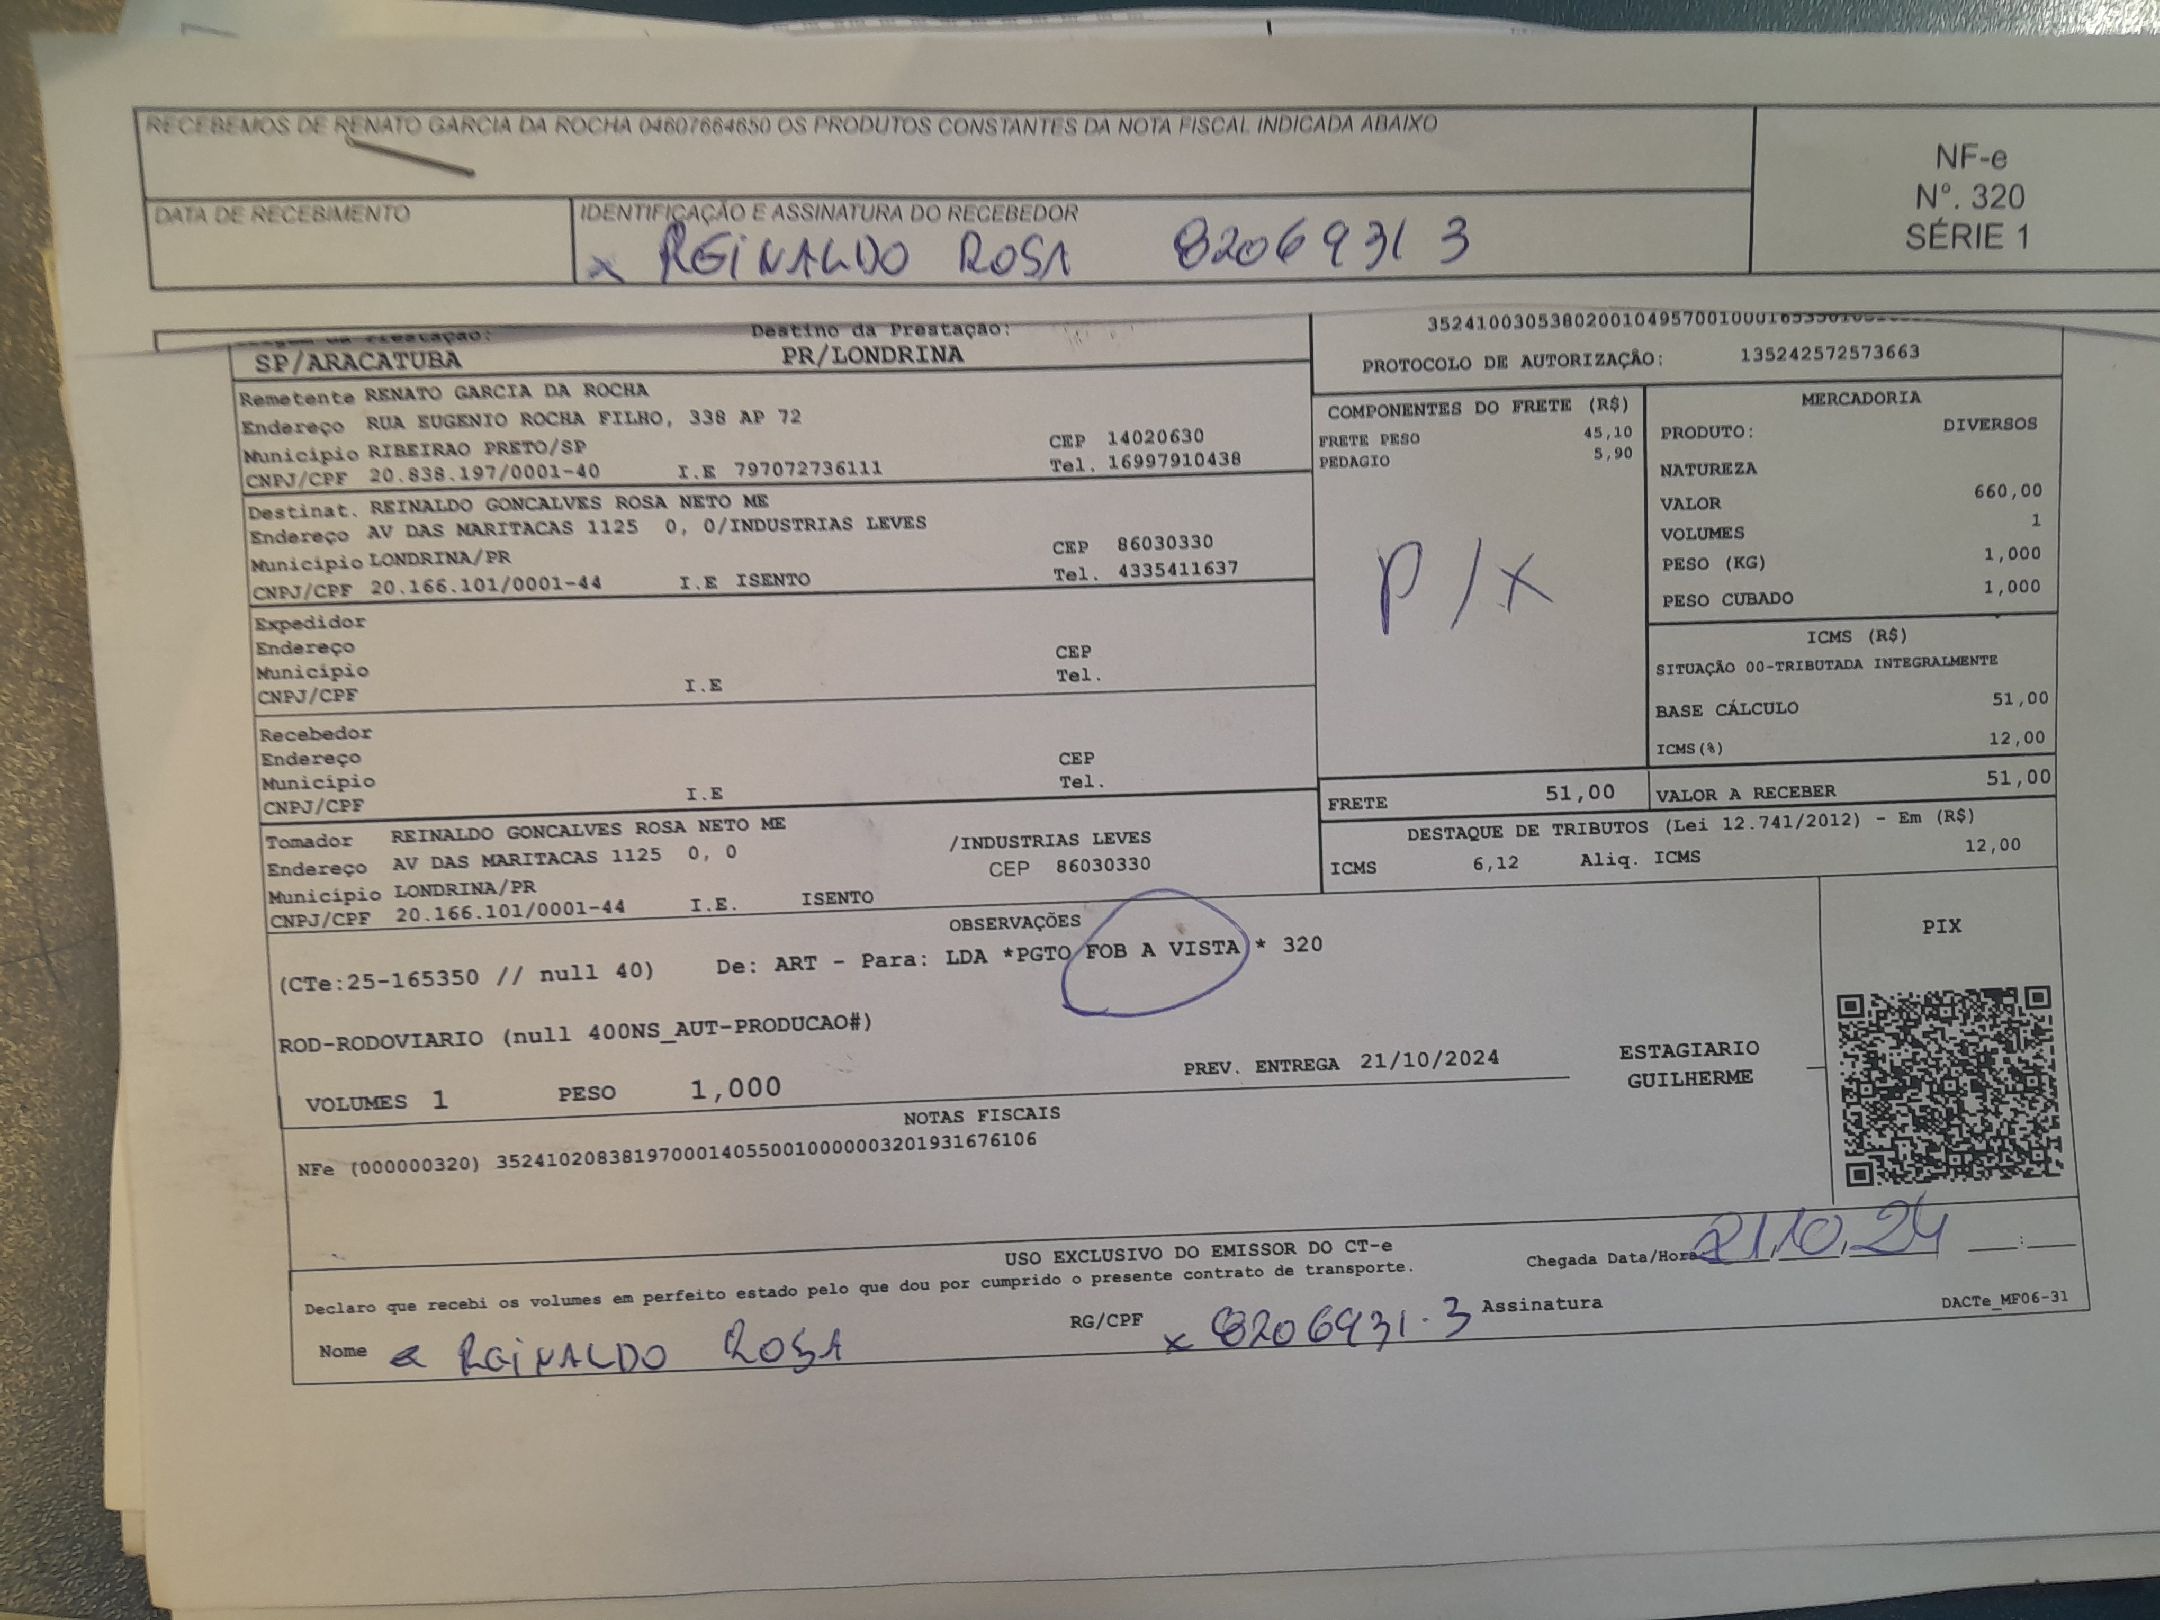 RECEBEMOS DE RENATO GARCIA DA ROCHA 04607664650 OS PRODUTOS CONSTANTES DA NOTA FISCAL INDICADA ABAIXO
NF-e
Nº. 320
SÉRIE 1
DATA DE RECEBIMENTO
IDENTIFICAÇÃO E ASSINATURA DO RECEBEDOR
x REINALDO ROSA 8206931 3
Prestação: Destino da Prestação:
SP/ARACATUBA PR/LONDRINA
PROTOCOLO DE AUTORIZAÇÃO: 135242572573663
Remetente RENATO GARCIA DA ROCHA
Endereço RUA EUGENIO ROCHA FILHO, 338 AP 72
Município RIBEIRAO PRETO/SP CEP 14020630
CNPJ/CPF 20.838.197/0001-40 I.E 797072736111 Tel. 16997910438
Destinat. REINALDO GONCALVES ROSA NETO ME
Endereço AV DAS MARITACAS 1125 0, 0/INDUSTRIAS LEVES
Município LONDRINA/PR CEP 86030330
CNPJ/CPF 20.166.101/0001-44 I.E ISENTO Tel. 4335411637
Expedidor
Endereço
Município CEP
CNPJ/CPF I.E Tel.
Recebedor
Endereço
Município CEP
CNPJ/CPF I.E Tel.
Tomador REINALDO GONCALVES ROSA NETO ME
Endereço AV DAS MARITACAS 1125 0, 0 /INDUSTRIAS LEVES
Município LONDRINA/PR CEP 86030330
CNPJ/CPF 20.166.101/0001-44 I.E. ISENTO
COMPONENTES DO FRETE (R$)
FRETE PESO 45,10
PEDAGIO 5,90
PIX
FRETE 51,00
MERCADORIA
PRODUTO: DIVERSOS
NATUREZA
VALOR 660,00
VOLUMES 1
PESO (KG) 1,000
PESO CUBADO 1,000
ICMS (R$)
SITUAÇÃO 00-TRIBUTADA INTEGRALMENTE
BASE CÁLCULO 51,00
ICMS(%) 12,00
VALOR A RECEBER 51,00
DESTAQUE DE TRIBUTOS (Lei 12.741/2012) - Em (R$)
ICMS 6,12 Aliq. ICMS 12,00
OBSERVAÇÕES
(CTe:25-165350 // null 40) De: ART - Para: LDA *PGTO FOB A VISTA * 320
ROD-RODOVIARIO (null 400NS_AUT-PRODUCAO#)
VOLUMES 1 PESO 1,000 PREV. ENTREGA 21/10/2024
ESTAGIARIO
GUILHERME
PIX
NOTAS FISCAIS
NFe (000000320) 35241020838197000140550010000003201931676106
USO EXCLUSIVO DO EMISSOR DO CT-e
Chegada Data/Hora 21.10.24 __:__
Declaro que recebi os volumes em perfeito estado pelo que dou por cumprido o presente contrato de transporte.
Nome x REINALDO ROSA RG/CPF x 8206931.3 Assinatura
DACTe_MF06-31